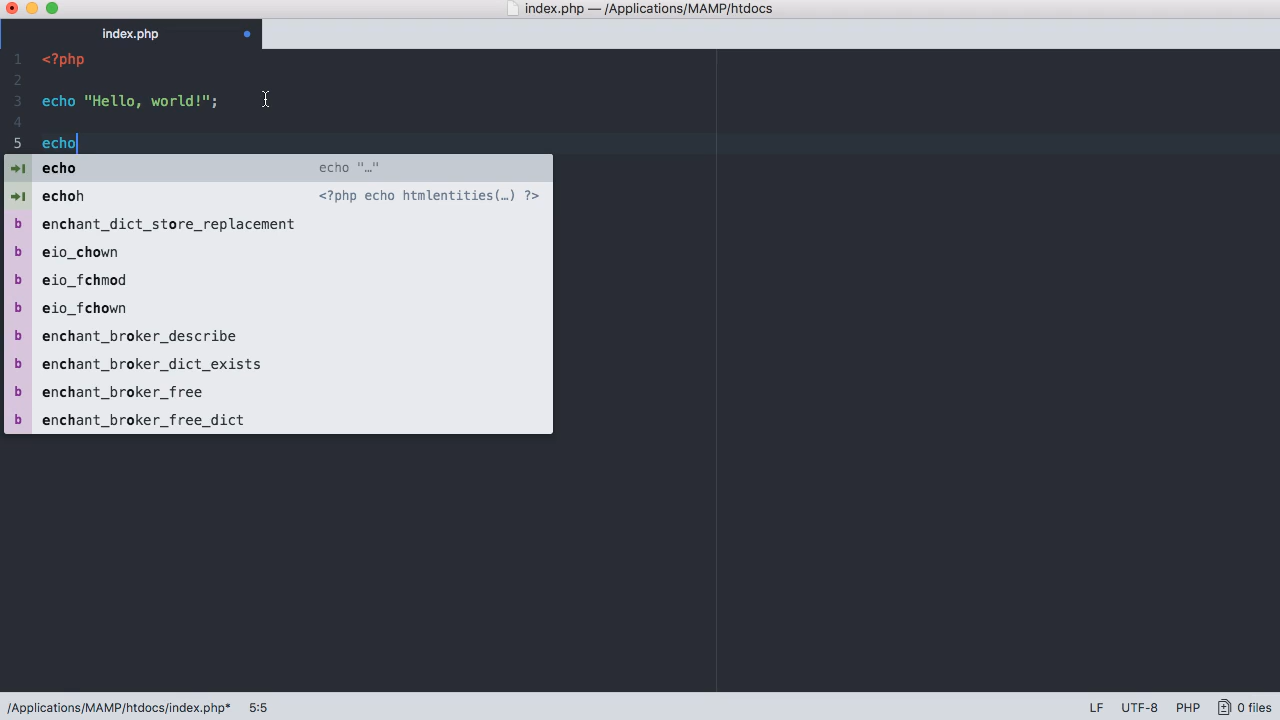 index.php — /Applications/MAMP/htdocs
index.php
1 <?php
2
3 echo "Hello, world!";
4
5 echo
echo echo "…"
echoh <?php echo htmlentities(…) ?>
b enchant_dict_store_replacement
b eio_chown
b eio_fchmod
b eio_fchown
b enchant_broker_describe
b enchant_broker_dict_exists
b enchant_broker_free
b enchant_broker_free_dict
/Applications/MAMP/htdocs/index.php* 5:5 LF UTF-8 PHP 0 files